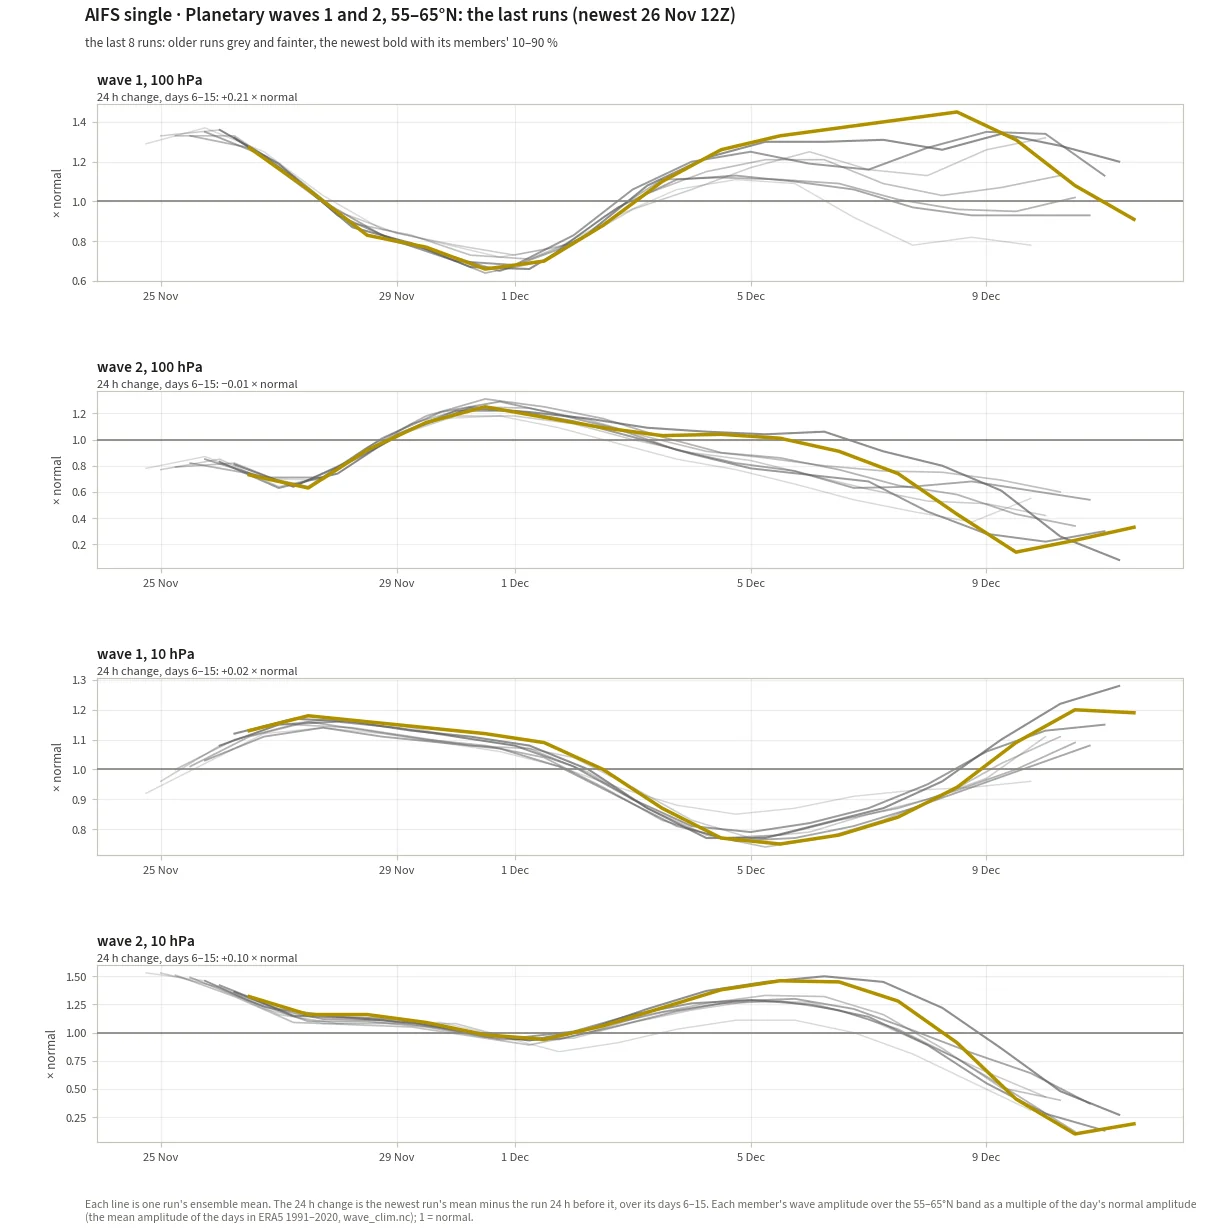 AIFS single · Planetary waves 1 and 2, 55–65°N: the last runs (newest 26 Nov 12Z)
the last 8 runs: older runs grey and fainter, the newest bold with its members' 10–90 %
wave 1, 100 hPa
24 h change, days 6–15: +0.21 × normal
× normal
1.4
1.2
1.0
0.8
0.6
25 Nov 29 Nov 1 Dec 5 Dec 9 Dec
wave 2, 100 hPa
24 h change, days 6–15: −0.01 × normal
× normal
1.2
1.0
0.8
0.6
0.4
0.2
25 Nov 29 Nov 1 Dec 5 Dec 9 Dec
wave 1, 10 hPa
24 h change, days 6–15: +0.02 × normal
× normal
1.3
1.2
1.1
1.0
0.9
0.8
25 Nov 29 Nov 1 Dec 5 Dec 9 Dec
wave 2, 10 hPa
24 h change, days 6–15: +0.10 × normal
× normal
1.50
1.25
1.00
0.75
0.50
0.25
25 Nov 29 Nov 1 Dec 5 Dec 9 Dec
Each line is one run's ensemble mean. The 24 h change is the newest run's mean minus the run 24 h before it, over its days 6–15. Each member's wave amplitude over the 55–65°N band as a multiple of the day's normal amplitude
(the mean amplitude of the days in ERA5 1991–2020, wave_clim.nc); 1 = normal.